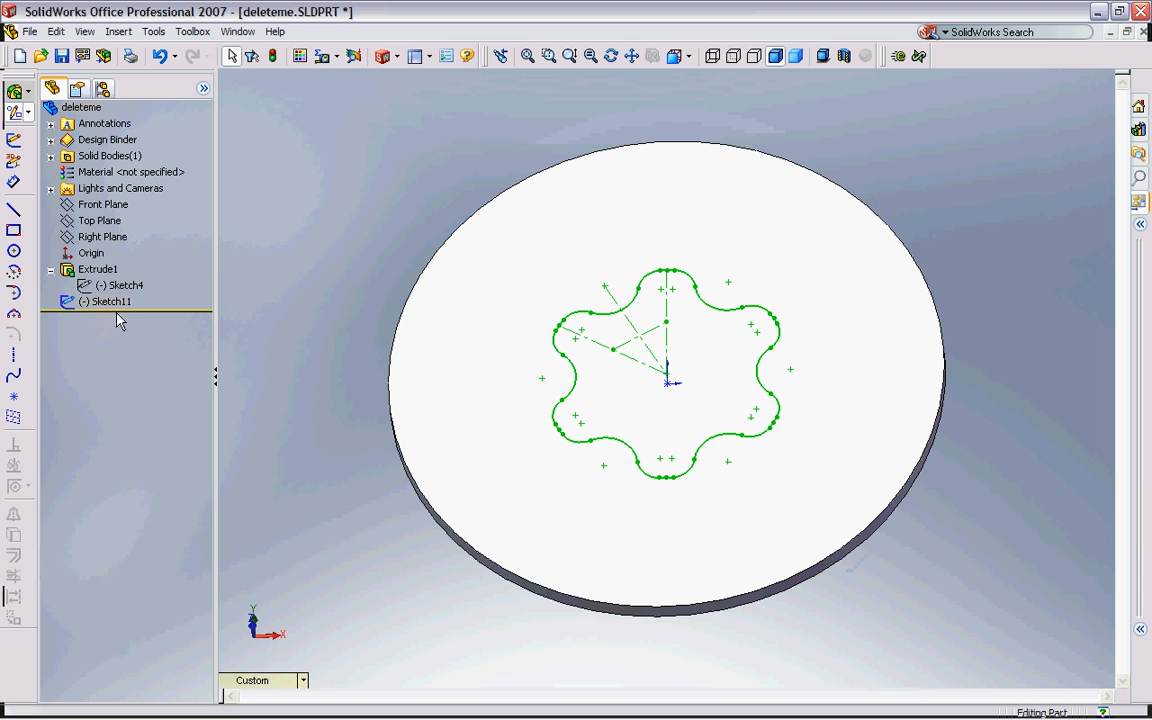 SolidWorks Office Professional 2007 - [deleteme.SLDPRT *]
File Edit View Insert Tools Toolbox Window Help
SolidWorks Search
deleteme
Annotations
Design Binder
Solid Bodies(1)
Material <not specified>
Lights and Cameras
Front Plane
Top Plane
Right Plane
Origin
Extrude1
(-) Sketch4
(-) Sketch11
Y
X
Custom
Editing Part